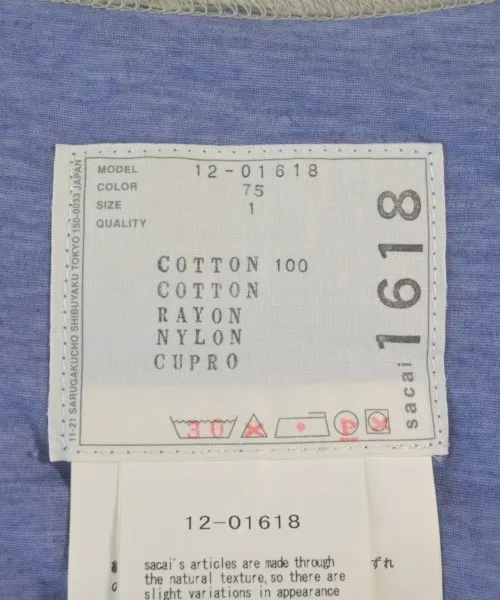 MODEL 12-01618
COLOR 75
SIZE 1
QUALITY
COTTON 100
COTTON
RAYON
NYLON
CUPRO
30 P
sacai 1618
11-21 SARUGAKUCHO SHIBUYAKU TOKYO 150-0033 JAPAN
12-01618
sacai's articles are made through
the natural texture, so there are
slight variations in appearance
ずれ